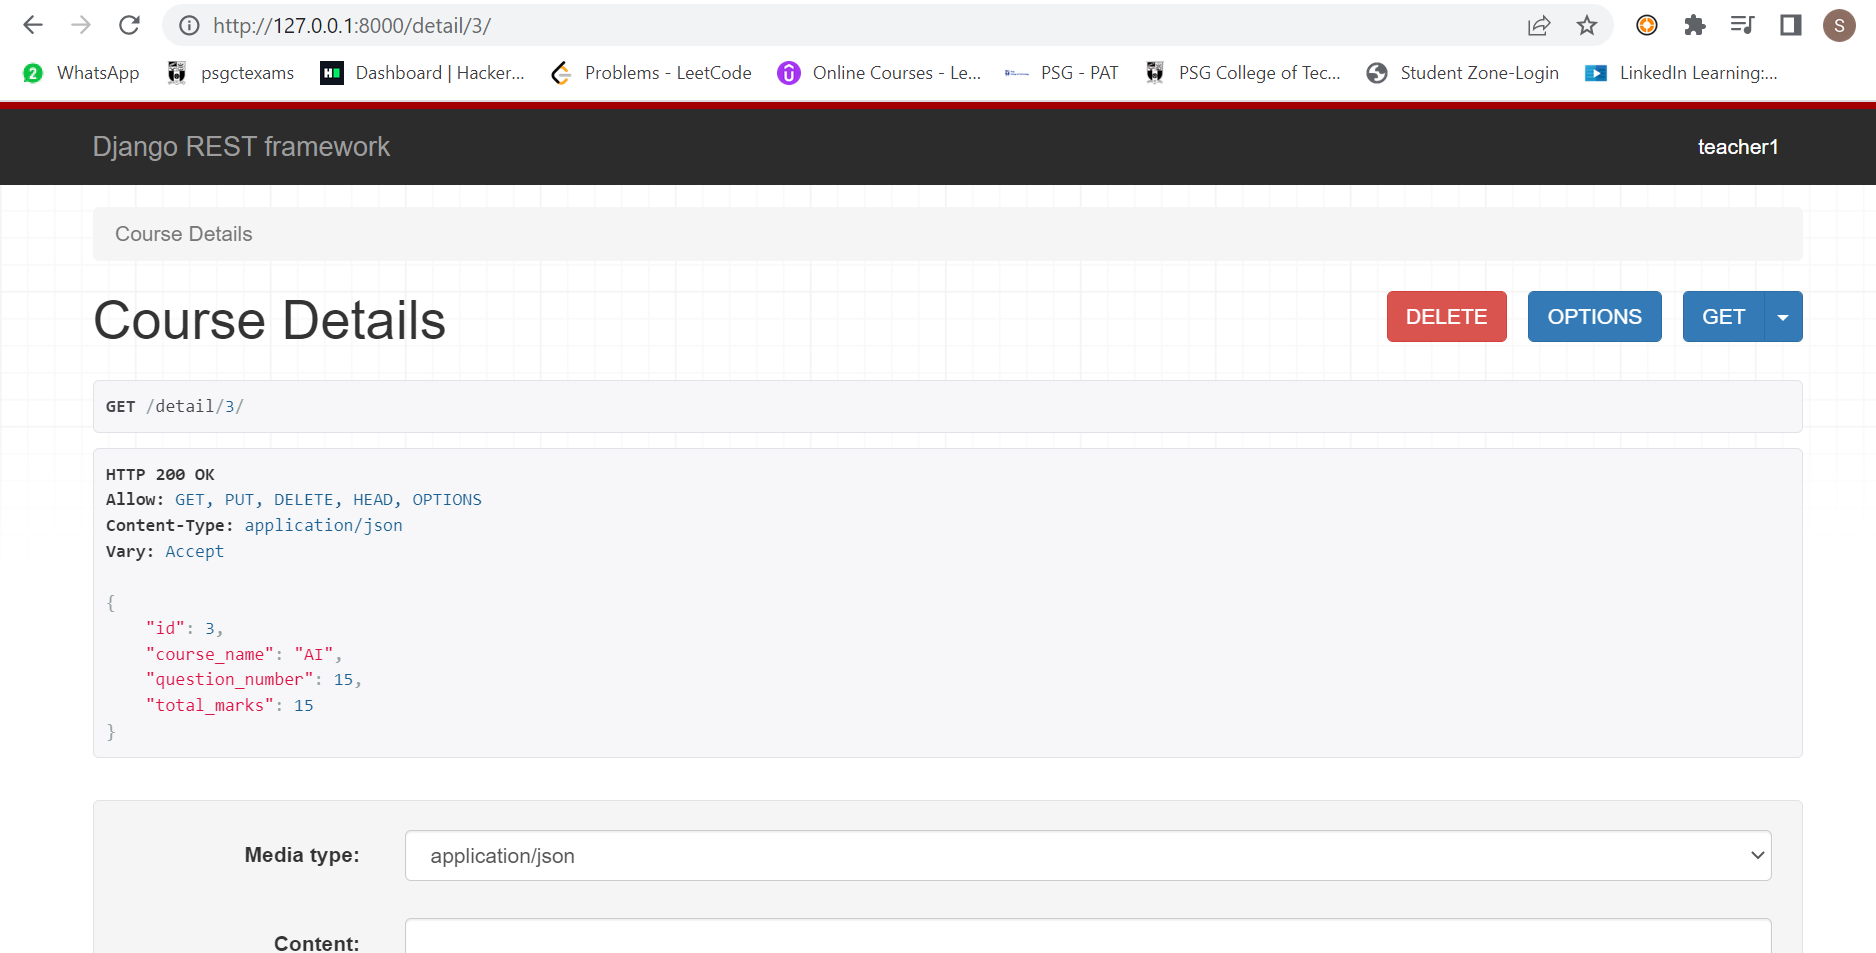 http://127.0.0.1:8000/detail/3/
S
2 WhatsApp psgctexams Dashboard | Hacker... Problems - LeetCode Online Courses - Le... PSG - PAT PSG College of Tec... Student Zone-Login LinkedIn Learning:...
Django REST framework teacher1
Course Details
Course Details DELETE OPTIONS GET
GET /detail/3/
HTTP 200 OK
Allow: GET, PUT, DELETE, HEAD, OPTIONS
Content-Type: application/json
Vary: Accept
{
"id": 3,
"course_name": "AI",
"question_number": 15,
"total_marks": 15
}
Media type: application/json
Content: